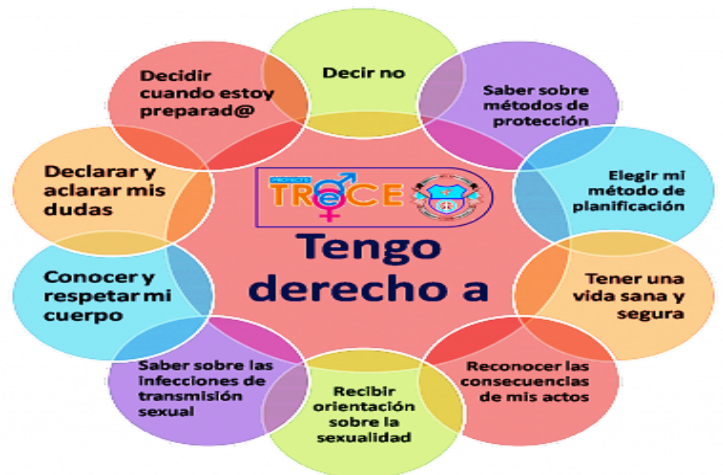 PROYECTO
TReCE
Tengo
derecho a
Decir no
Saber sobre
métodos de
protección
Elegir mi
método de
planificación
Tener una
vida sana y
segura
Reconocer las
consecuencias
de mis actos
Recibir
orientación
sobre la
sexualidad
Saber sobre las
infecciones de
transmisión
sexual
Conocer y
respetar mi
cuerpo
Declarar y
aclarar mis
dudas
Decidir
cuando estoy
preparad@